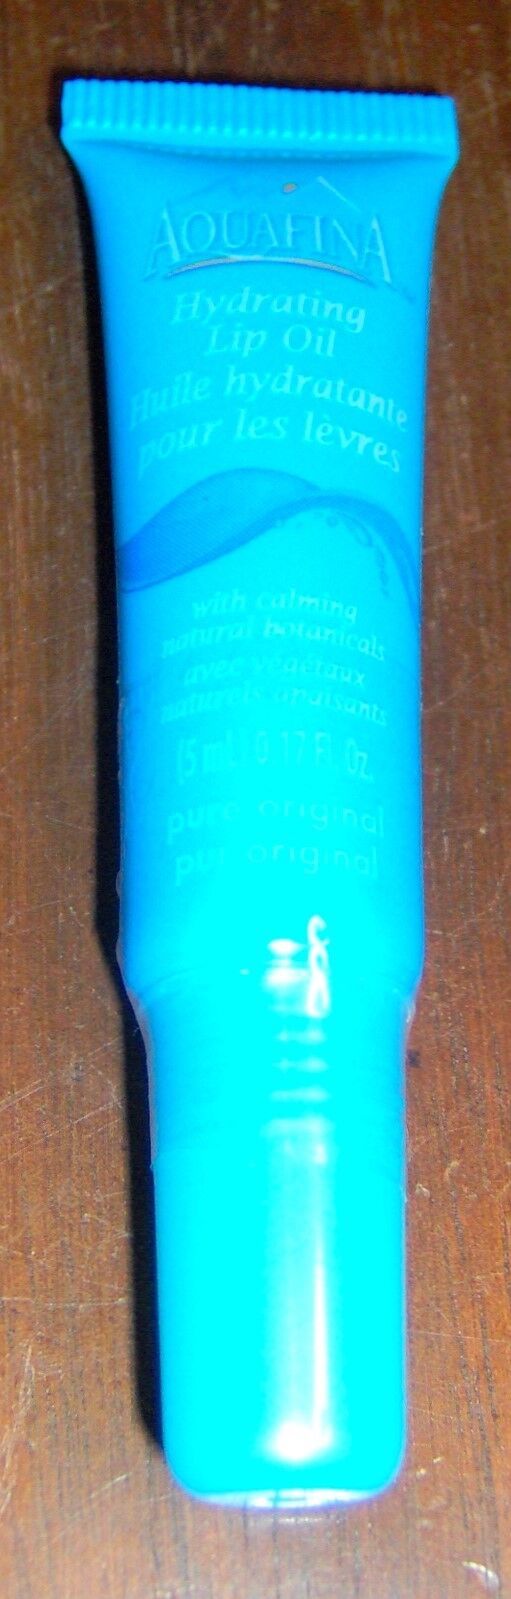 AQUAFINA
Hydrating
Lip Oil
Huile hydratante
pour les lèvres
with calming
natural botanicals
avec végétaux
naturels apaisants
(5 mL) 0.17 Fl. Oz.
pure original
pur original